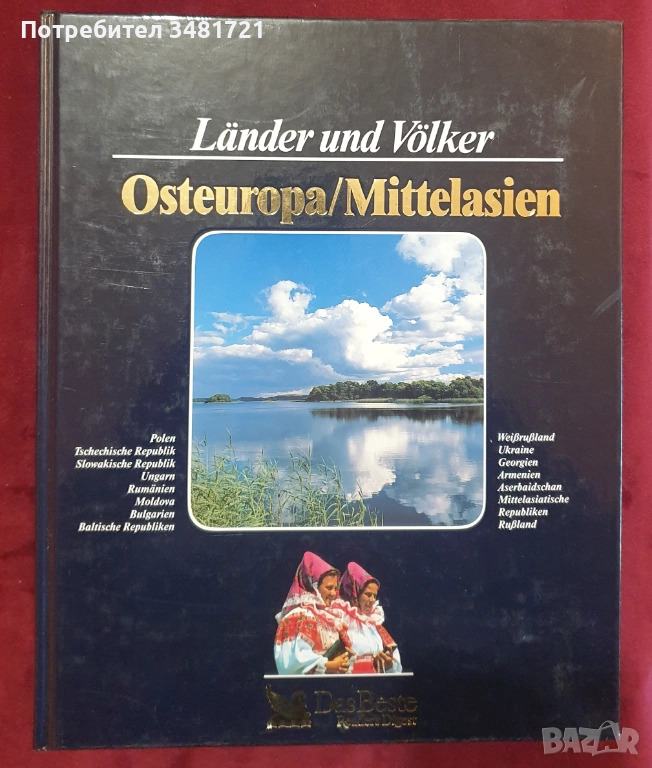 Потребител 3481721
Länder und Völker
Osteuropa/Mittelasien
Polen
Tschechische Republik
Slowakische Republik
Ungarn
Rumänien
Moldova
Bulgarien
Baltische Republiken
Weißrußland
Ukraine
Georgien
Armenien
Aserbaidschan
Mittelasiatische
Republiken
Rußland
Das Beste
Reader's Digest
BAZAR